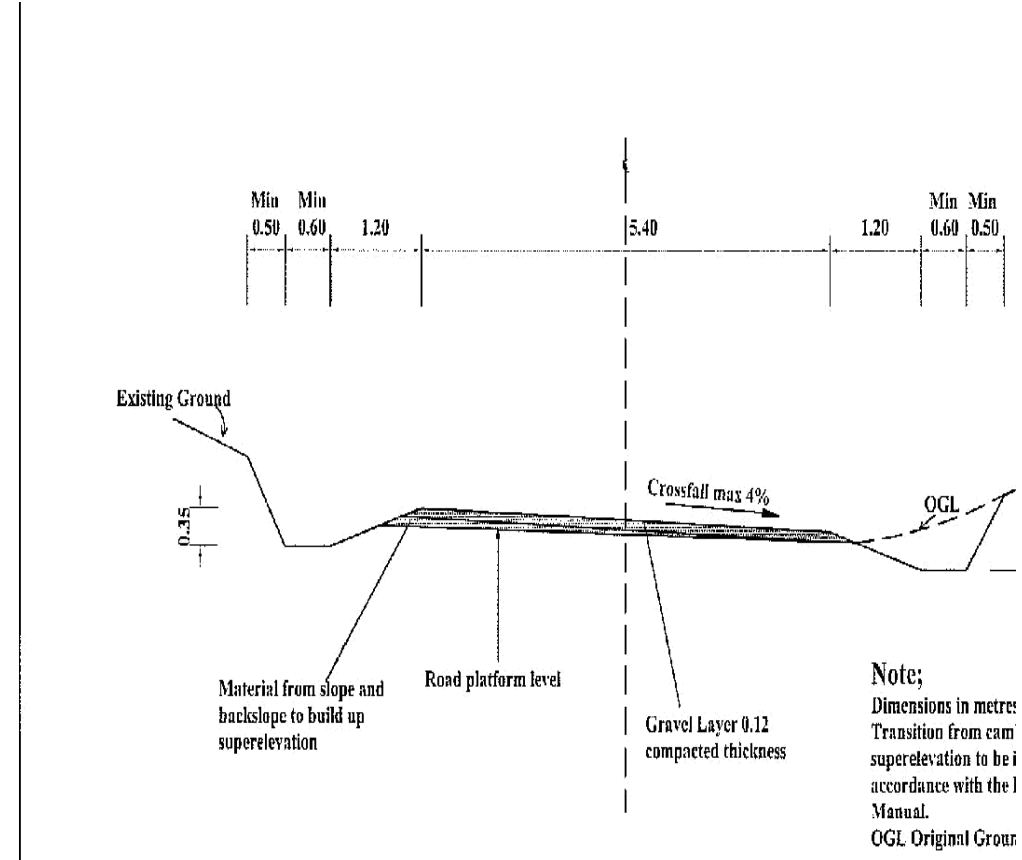 Min Min
0.50 0.60 1.20 5.40 1.20
Min Min
0.60 0.50
Existing Ground
0.35
Crossfall max 4%
OGL
Material from slope and
backslope to build up
superelevation
Road platform level
Gravel Layer 0.12
compacted thickness
Note;
Dimensions in metres
Transition from cam
superelevation to be i
accordance with the
Manual.
OGL Original Groun